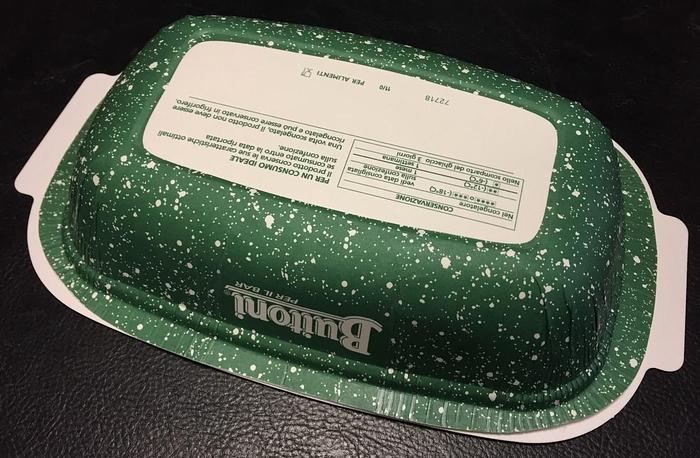 Buitoni
PER IL BAR
CONSERVAZIONE
Nel congelatore
****o***(-18°C) vedi data consigliata sulla confezione
**(-12°C) 1 mese
*(-6°C) 1 settimana
Nello scomparto del ghiaccio 3 giorni
PER UN CONSUMO IDEALE
Il prodotto conserva le sue caratteristiche ottimali
se consumato entro la data riportata
sulla confezione.
Una volta scongelato, il prodotto non deve essere
ricongelato e può essere conservato in frigorifero.
72718
11/0
PER ALIMENTI